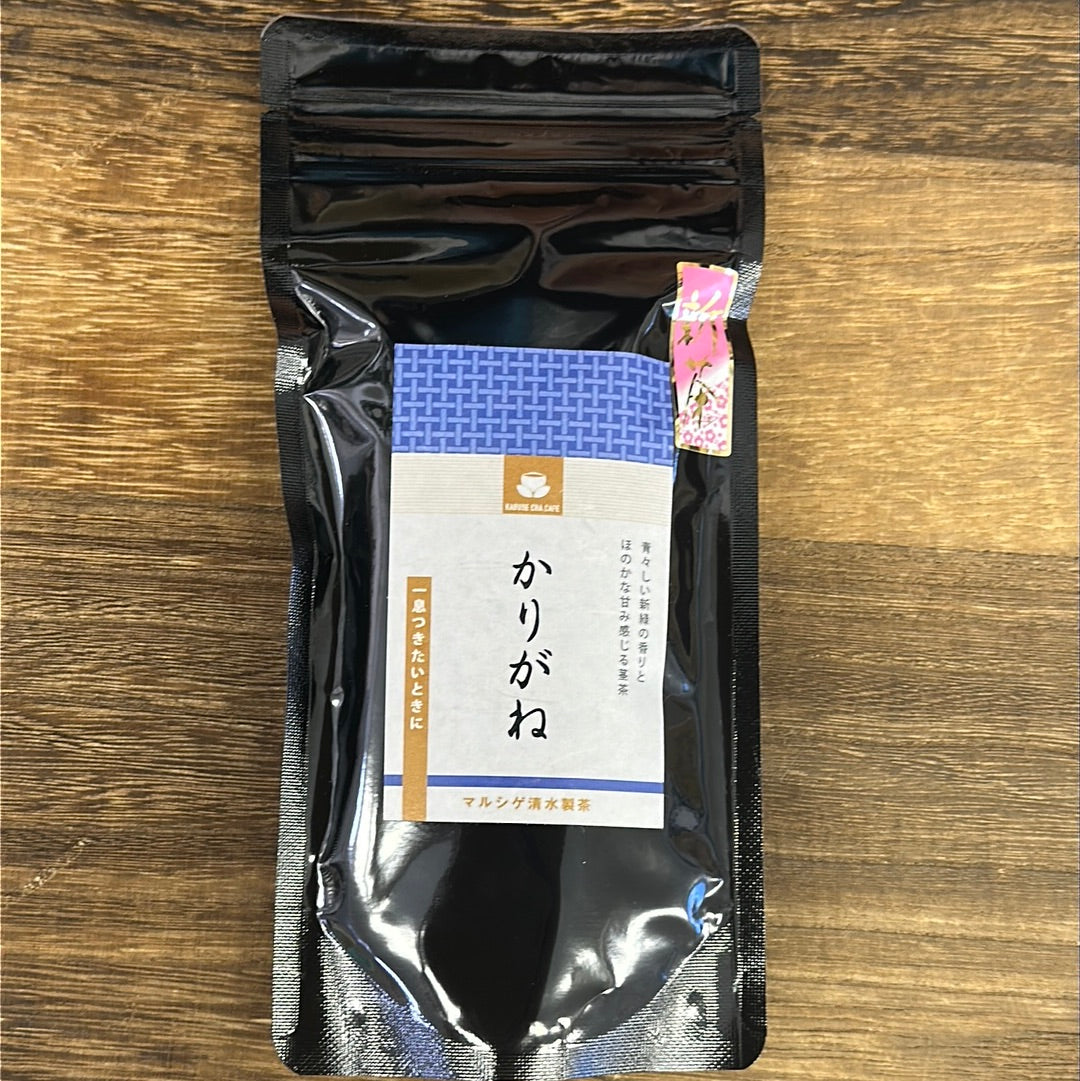 新茶
KABUSE CHA CAFE
青々しい新緑の香りと
ほのかな甘み感じる茎茶
かりがね
一息つきたいときに
マルシゲ清水製茶